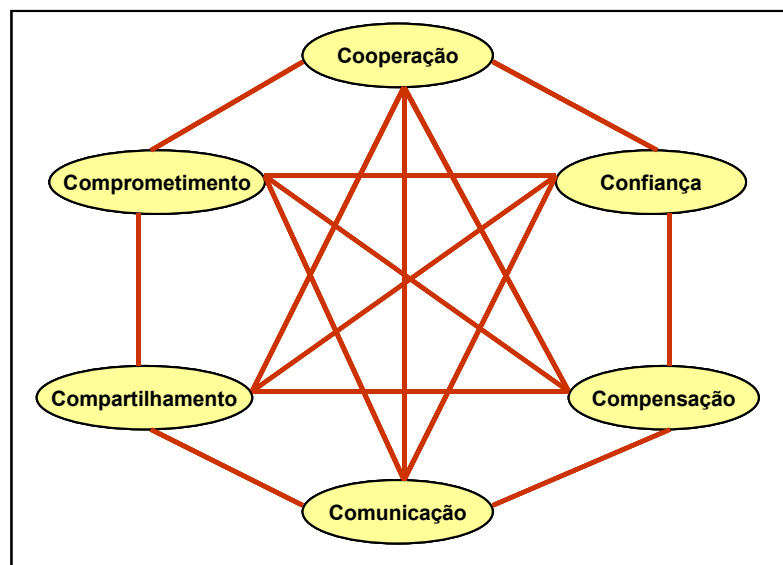 Cooperação
Comprometimento
Confiança
Compartilhamento
Compensação
Comunicação